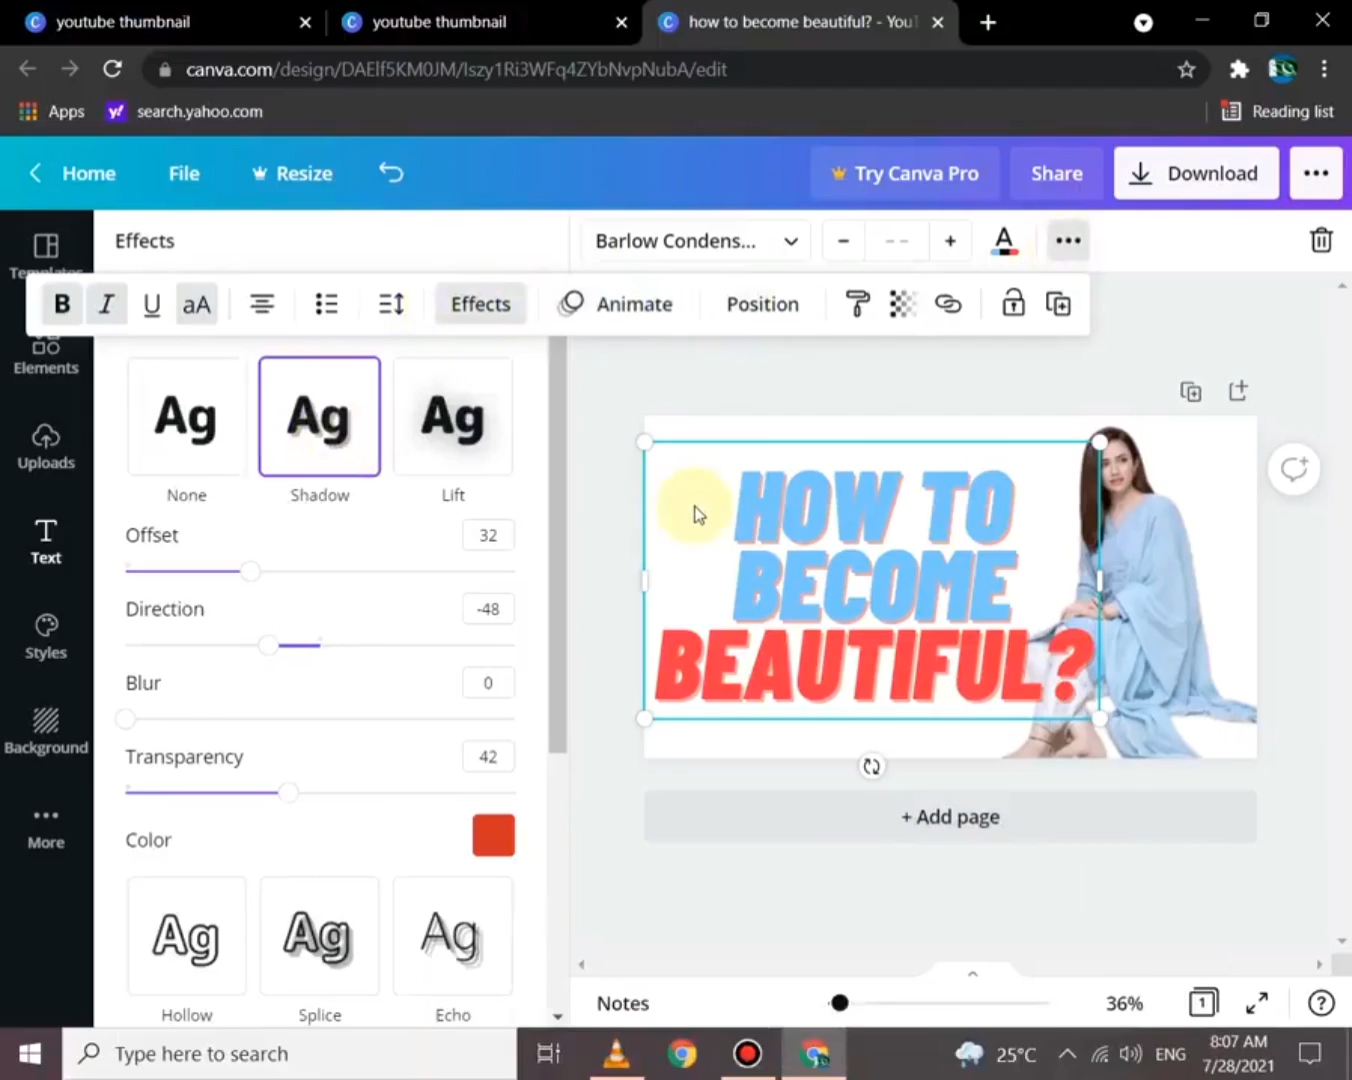 youtube thumbnail
youtube thumbnail
how to become beautiful? - You
canva.com/design/DAElf5KM0JM/lszy1Ri3WFq4ZYbNvpNubA/edit
Apps
search.yahoo.com
Reading list
Home
File
Resize
Try Canva Pro
Share
Download
Effects
Barlow Condens...
- -
A
Templates
B I U aA
Effects
Animate
Position
Elements
Uploads
Text
Styles
Background
More
Ag
Ag
Ag
None
Shadow
Lift
Offset
32
Direction
-48
Blur
0
Transparency
42
Color
Ag
Ag
Ag
Hollow
Splice
Echo
HOW TO
BECOME
BEAUTIFUL?
+ Add page
Notes
36%
1
Type here to search
25°C
ENG
8:07 AM
7/28/2021